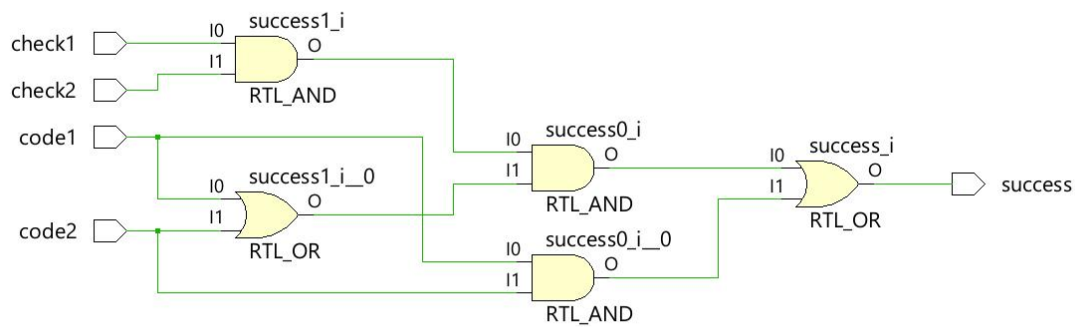 success1_i
check1
I0
O
I1
check2
RTL_AND
code1
success0_i
I0
O
success_i
I1
I0
O
success1_i__0
I0
O
I1
success
RTL_AND
RTL_OR
code2
I1
success0_i__0
RTL_OR
I0
O
I1
RTL_AND